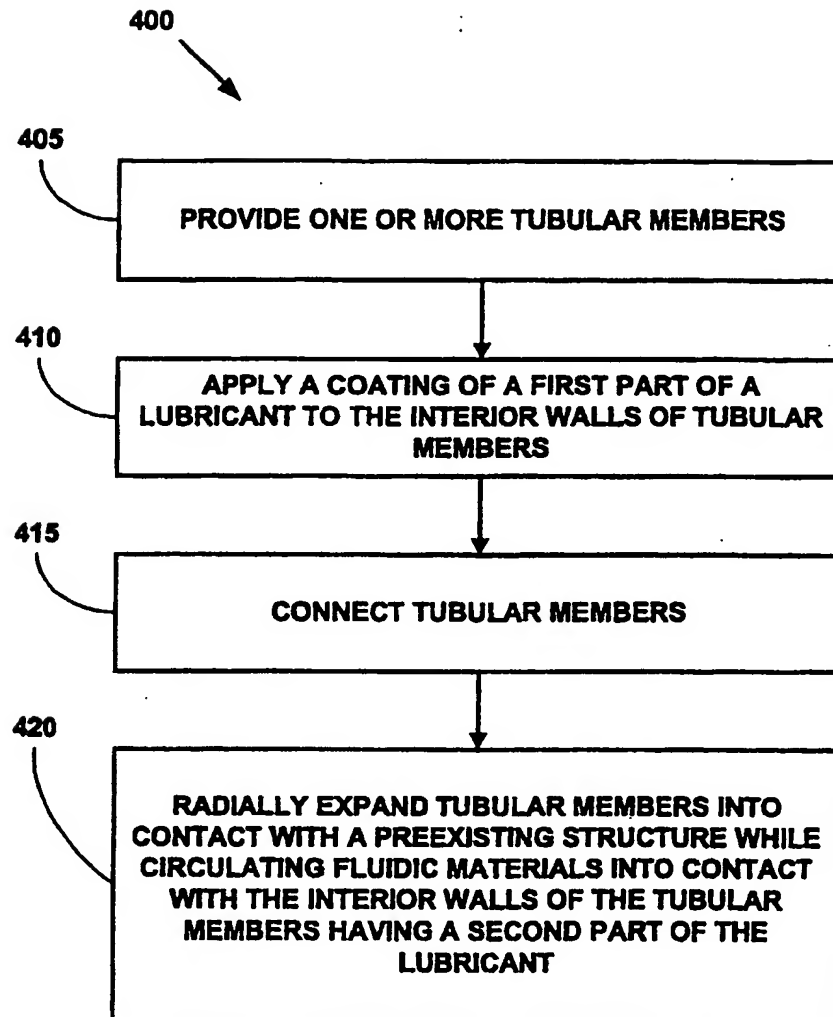 400
405
PROVIDE ONE OR MORE TUBULAR MEMBERS
410
APPLY A COATING OF A FIRST PART OF A
LUBRICANT TO THE INTERIOR WALLS OF TUBULAR
MEMBERS
415
CONNECT TUBULAR MEMBERS
420
RADIALLY EXPAND TUBULAR MEMBERS INTO
CONTACT WITH A PREEXISTING STRUCTURE WHILE
CIRCULATING FLUIDIC MATERIALS INTO CONTACT
WITH THE INTERIOR WALLS OF THE TUBULAR
MEMBERS HAVING A SECOND PART OF THE
LUBRICANT